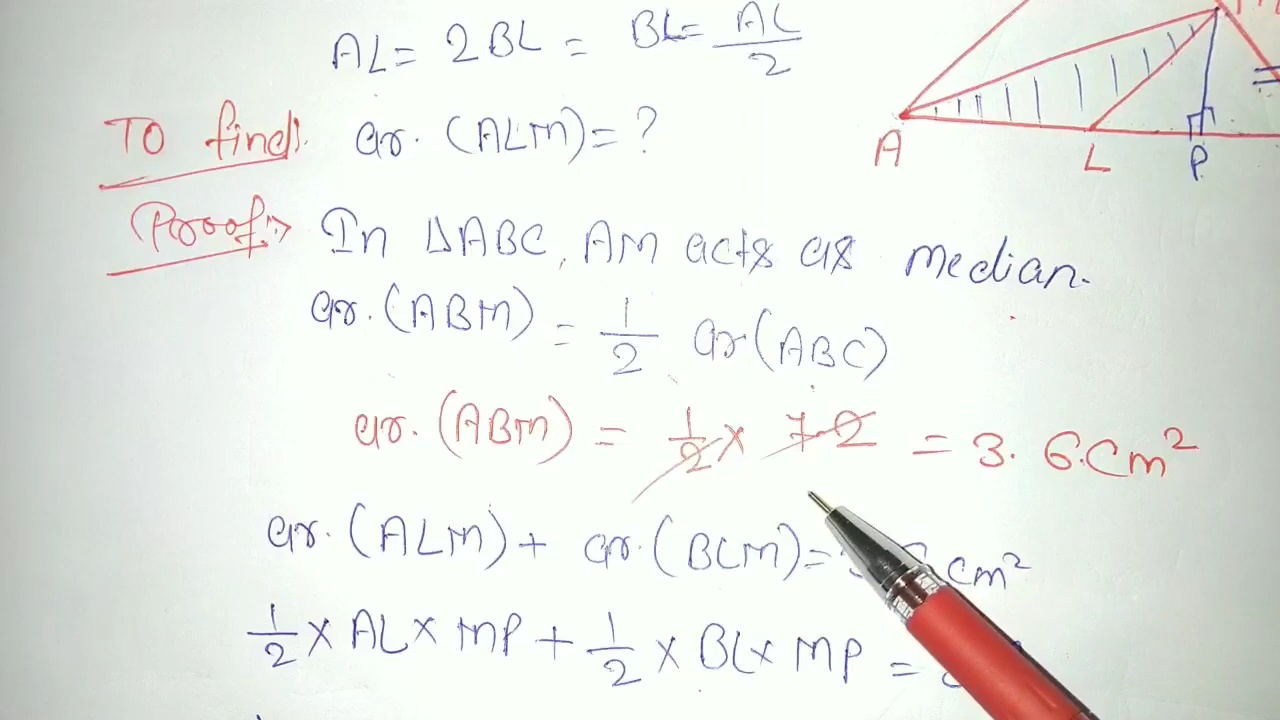 AL = 2BL = BL = AL/2
TO find:
ar. (ALM) = ?
A
L
P
Proof:->
In ΔABC, AM acts as median.
ar. (ABM) = 1/2 ar (ABC)
ar. (ABM) = 1/2 × 7.2 = 3.6 cm²
ar. (ALM) + ar. (BLM) = cm²
1/2 × AL × MP + 1/2 × BL × MP =